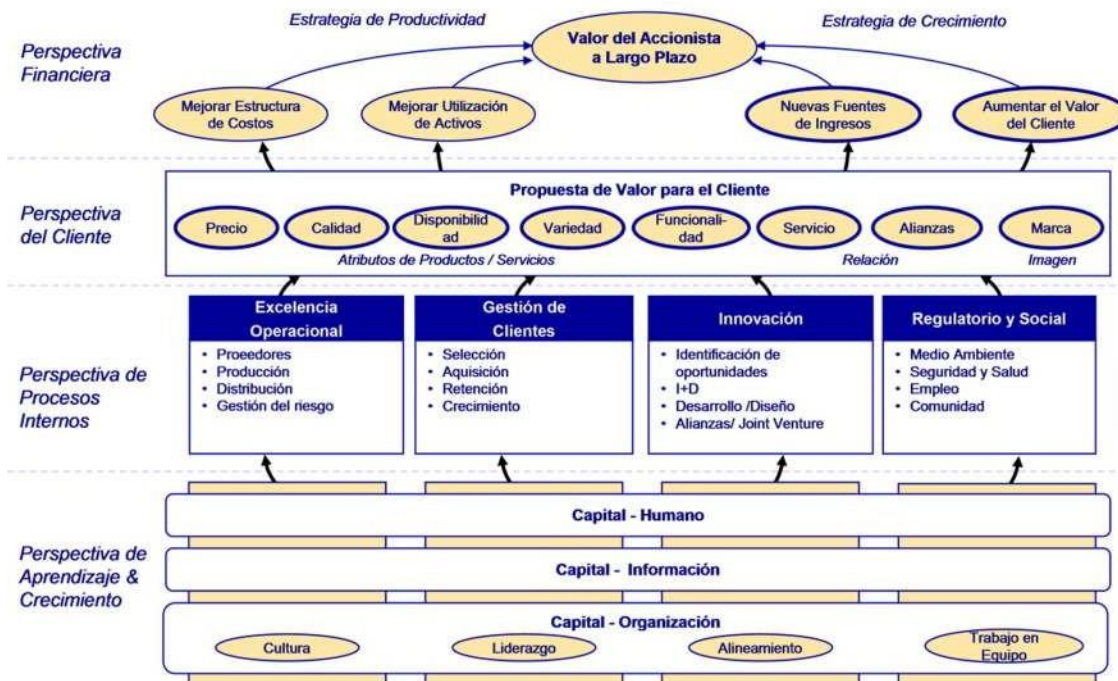 Estrategia de Productividad
Estrategia de Crecimiento
Perspectiva
Financiera
Valor del Accionista
a Largo Plazo
Mejorar Estructura
de Costos
Mejorar Utilización
de Activos
Nuevas Fuentes
de Ingresos
Aumentar el Valor
del Cliente
Perspectiva
del Cliente
Propuesta de Valor para el Cliente
Precio
Calidad
Disponibilid
ad
Variedad
Funcionali-
dad
Servicio
Alianzas
Marca
Atributos de Productos / Servicios
Relación
Imagen
Perspectiva de
Procesos
Internos
Excelencia
Operacional
• Proeedores
• Producción
• Distribución
• Gestión del riesgo
Gestión de
Clientes
• Selección
• Aquisición
• Retención
• Crecimiento
Innovación
• Identificación de
oportunidades
• I+D
• Desarrollo /Diseño
• Alianzas/ Joint Venture
Regulatorio y Social
• Medio Ambiente
• Seguridad y Salud
• Empleo
• Comunidad
Perspectiva de
Aprendizaje &
Crecimiento
Capital - Humano
Capital - Información
Capital - Organización
Cultura
Liderazgo
Alineamiento
Trabajo en
Equipo